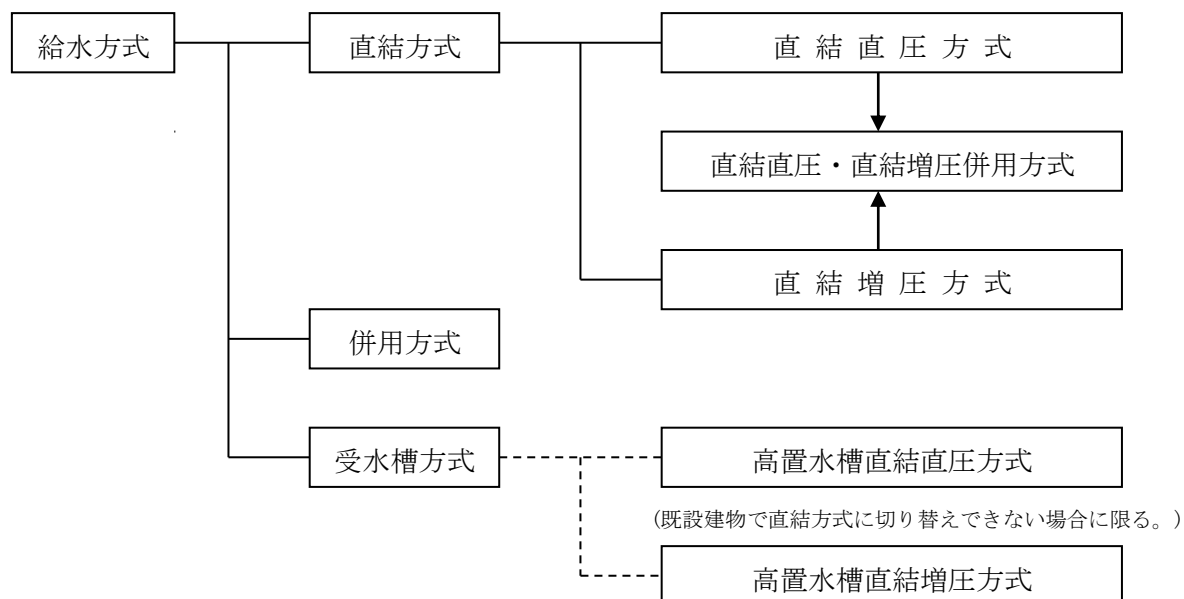 給水方式
直結方式
直結直圧方式
直結直圧・直結増圧併用方式
直結増圧方式
併用方式
受水槽方式
高置水槽直結直圧方式
(既設建物で直結方式に切り替えできない場合に限る。)
高置水槽直結増圧方式